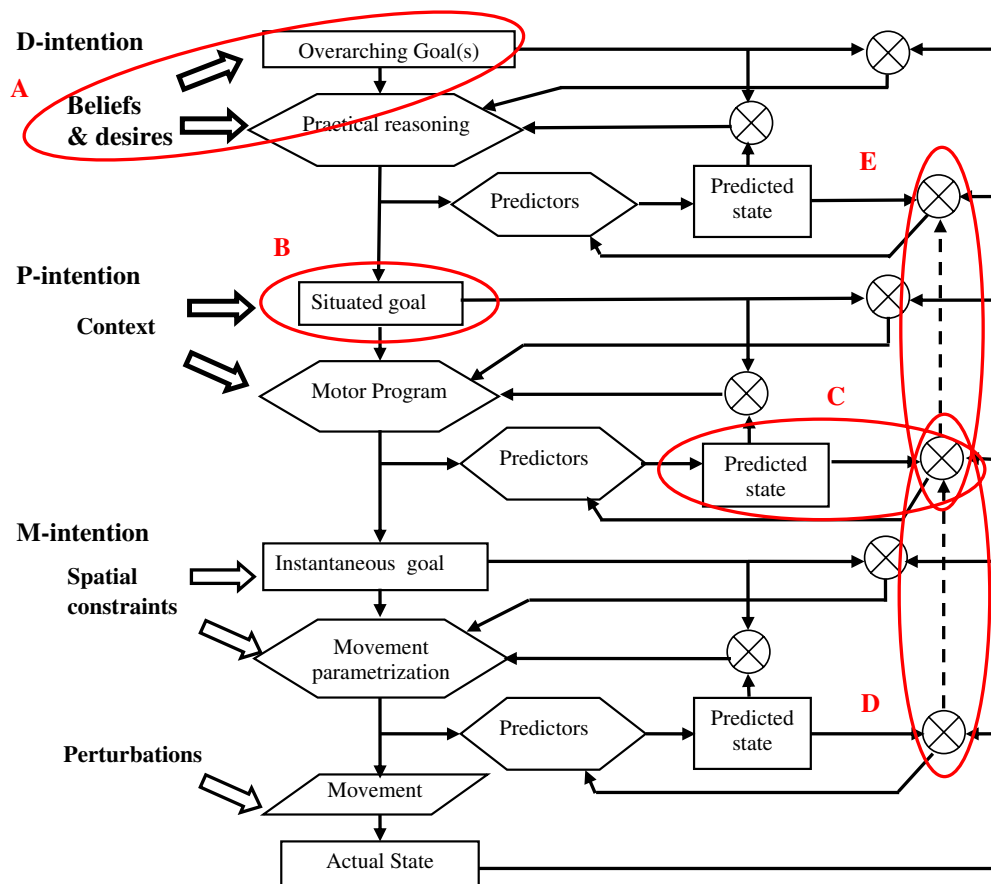 D-intention
Overarching Goal(s)
A
Beliefs
& desires
Practical reasoning
E
Predictors
Predicted
state
B
P-intention
Situated goal
Context
Motor Program
C
Predictors
Predicted
state
M-intention
Instantaneous goal
Spatial
constraints
Movement
parametrization
D
Predictors
Predicted
state
Perturbations
Movement
Actual State